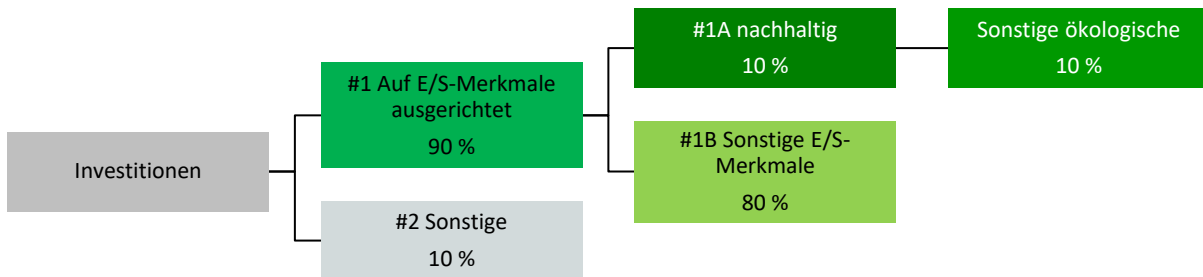 Investitionen
#1 Auf E/S-Merkmale
ausgerichtet
90 %
#2 Sonstige
10 %
#1A nachhaltig
10 %
#1B Sonstige E/S-
Merkmale
80 %
Sonstige ökologische
10 %